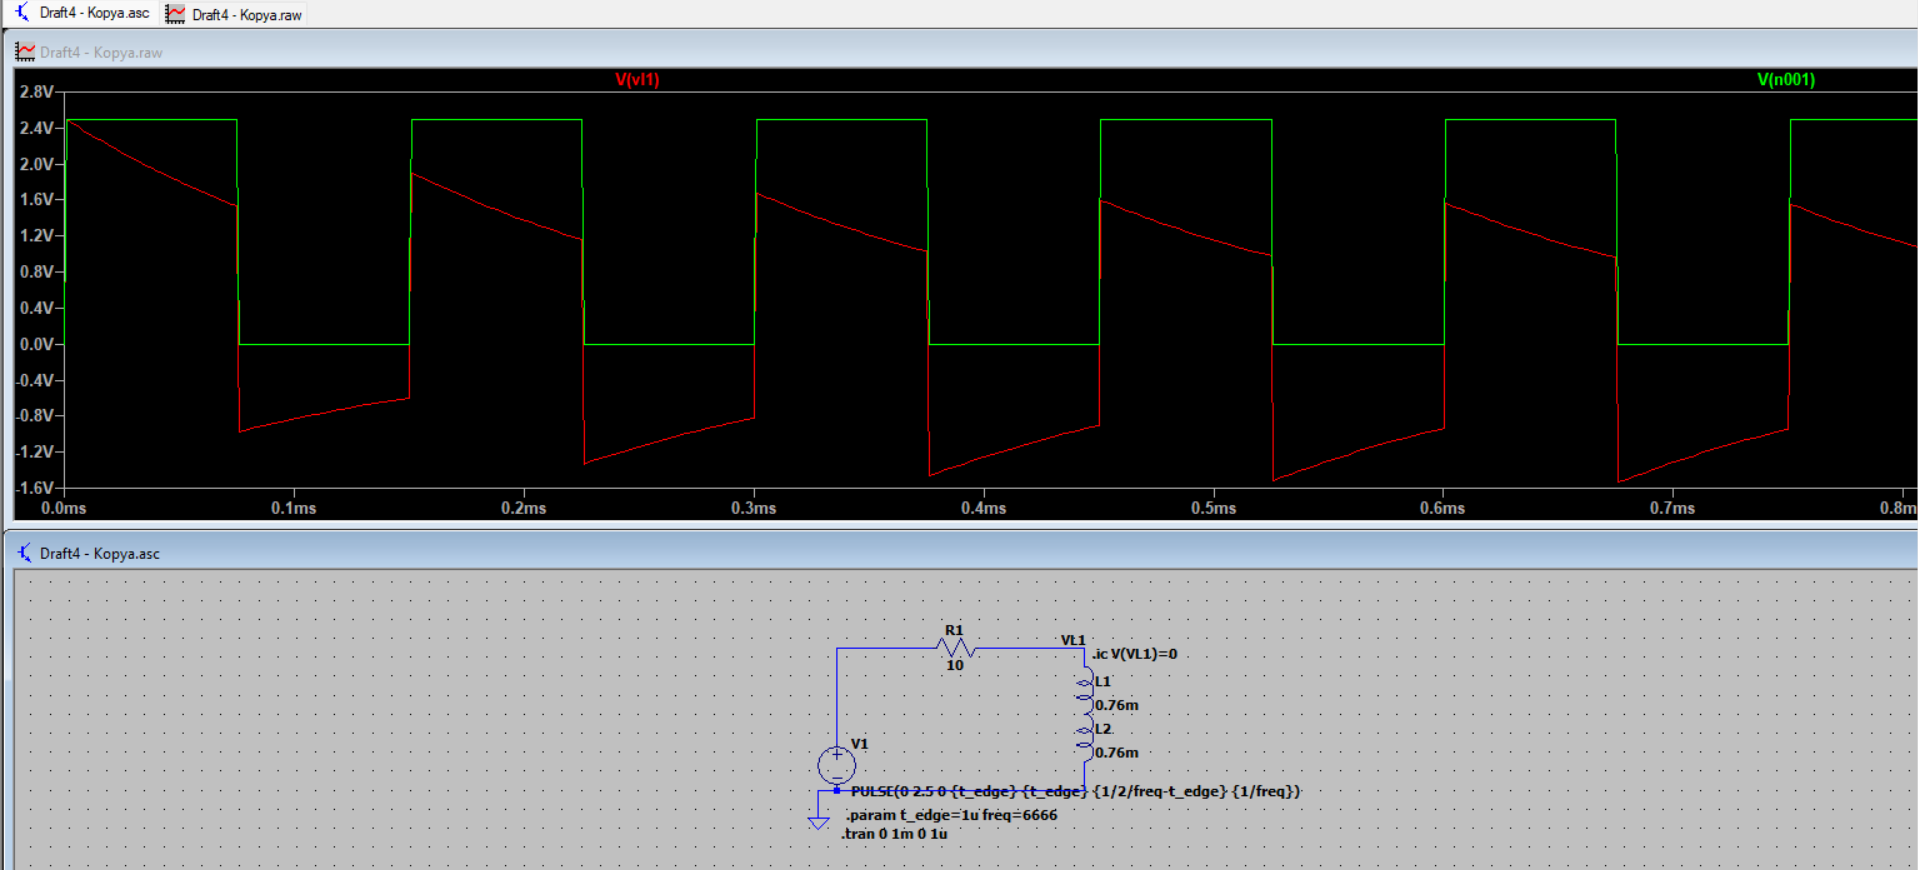 Draft4 - Kopya.asc Draft4 - Kopya.raw
Draft4 - Kopya.raw
V(vl1) V(n001)
2.8V
2.4V
2.0V
1.6V
1.2V
0.8V
0.4V
0.0V
-0.4V
-0.8V
-1.2V
-1.6V
0.0ms 0.1ms 0.2ms 0.3ms 0.4ms 0.5ms 0.6ms 0.7ms 0.8m
Draft4 - Kopya.asc
R1
10
VL1
.ic V(VL1)=0
L1
0.76m
L2
0.76m
V1
PULSE(0 2.5 0 {t_edge} {t_edge} {1/2/freq-t_edge} {1/freq})
.param t_edge=1u freq=6666
.tran 0 1m 0 1u